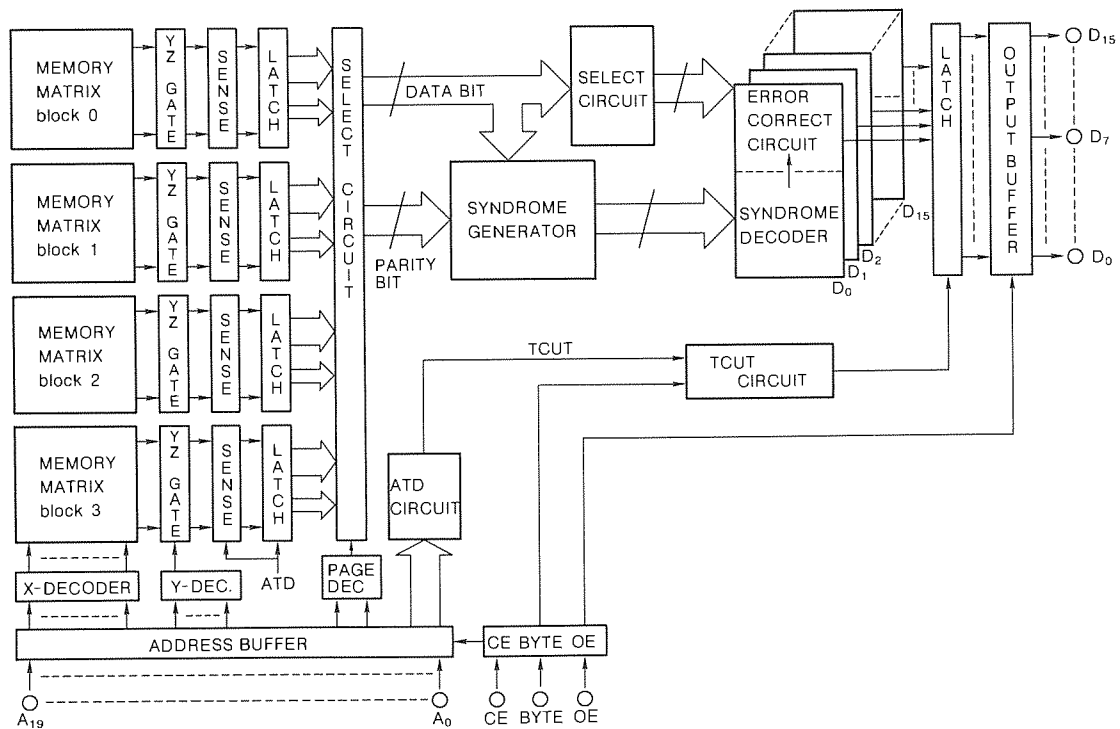 MEMORY
MATRIX
block 0
YZ GATE
SENSE
LATCH
MEMORY
MATRIX
block 1
YZ GATE
SENSE
LATCH
MEMORY
MATRIX
block 2
YZ GATE
SENSE
LATCH
MEMORY
MATRIX
block 3
YZ GATE
SENSE
LATCH
SELECT CIRCUIT
DATA BIT
PARITY
BIT
SELECT
CIRCUIT
SYNDROME
GENERATOR
ERROR
CORRECT
CIRCUIT
SYNDROME
DECODER
D0
D1
D2
D15
LATCH
OUTPUT BUFFER
D15
D7
D0
TCUT
TCUT
CIRCUIT
ATD
CIRCUIT
X-DECODER
Y-DEC.
ATD
PAGE
DEC
ADDRESS BUFFER
CE BYTE OE
A19
A0
CE BYTE OE